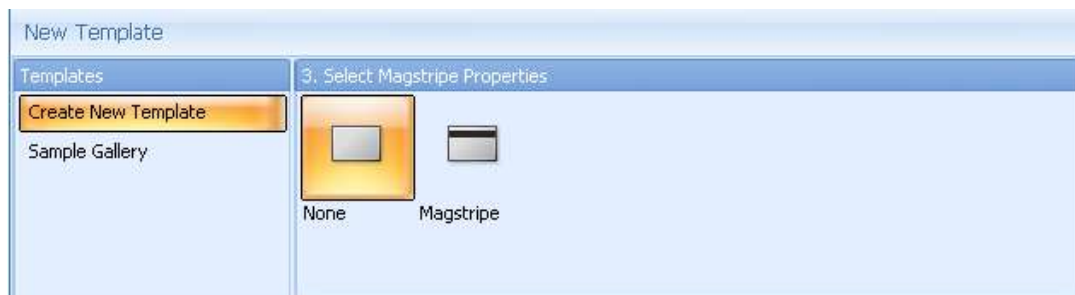 New Template
Templates
3. Select Magstripe Properties
Create New Template
Sample Gallery
None
Magstripe